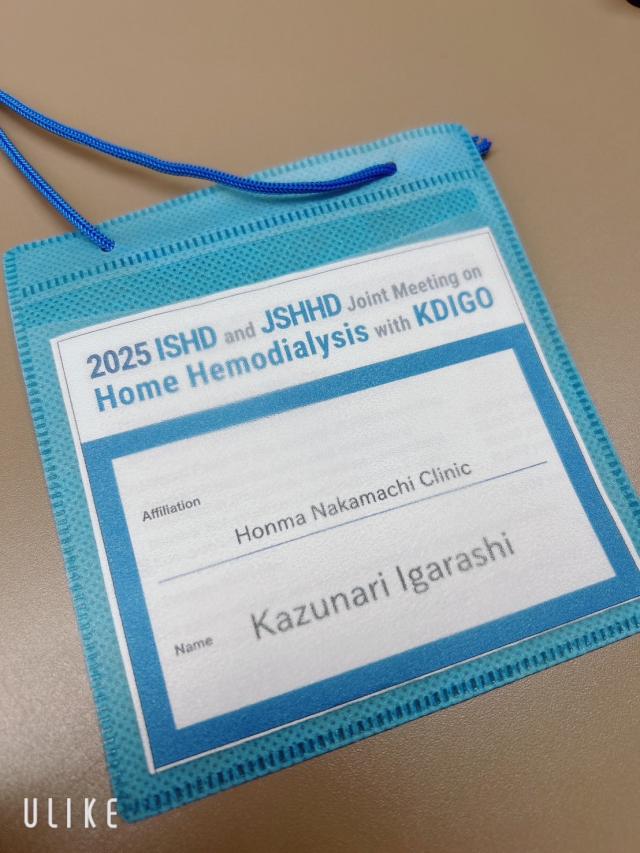 2025 ISHD and JSHHD Joint Meeting on
Home Hemodialysis with KDIGO
Affiliation
Honma Nakamachi Clinic
Name
Kazunari Igarashi
ULIKE